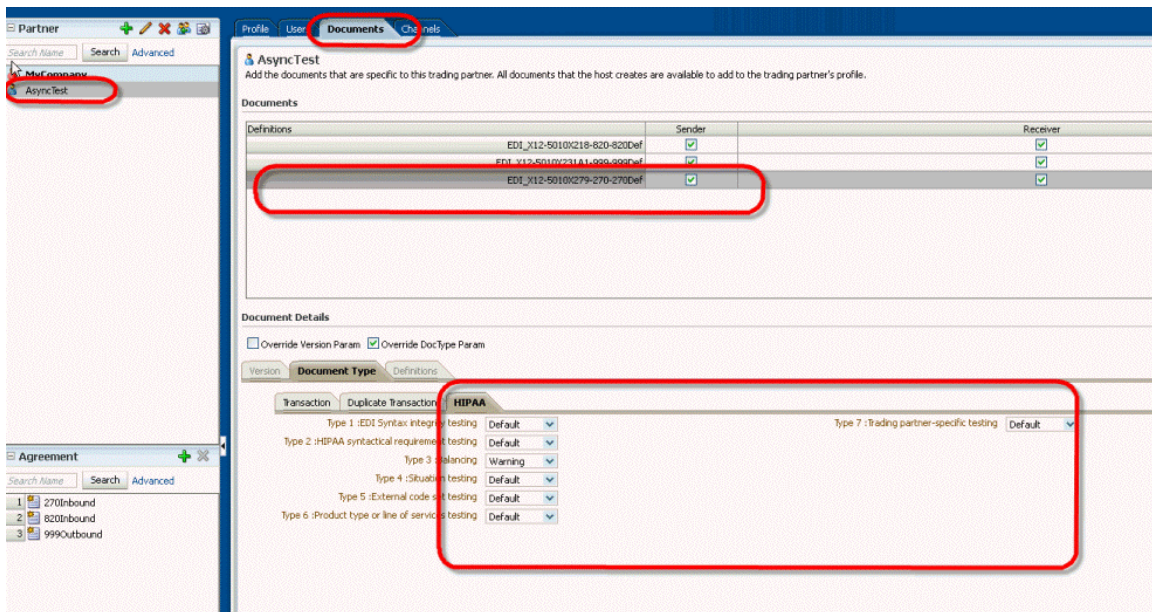 Partner
Search Name Search Advanced
MyCompany
AsyncTest
Profile User Documents Channels
AsyncTest
Add the documents that are specific to this trading partner. All documents that the host creates are available to add to the trading partner's profile.
Documents
Definitions Sender Receiver
EDI_X12-5010X218-820-820Def
EDI_X12-5010X231A1-999-999Def
EDI_X12-5010X279-270-270Def
Document Details
Override Version Param Override DocType Param
Version Document Type Definitions
Transaction Duplicate Transaction HIPAA
Type 1 :EDI Syntax integrity testing Default
Type 7 :Trading partner-specific testing Default
Type 2 :HIPAA syntactical requirement testing Default
Type 3 :Balancing Warning
Type 4 :Situation testing Default
Type 5 :External code set testing Default
Type 6 :Product type or line of services testing Default
Agreement
Search Name Search Advanced
1 270Inbound
2 820Inbound
3 999Outbound